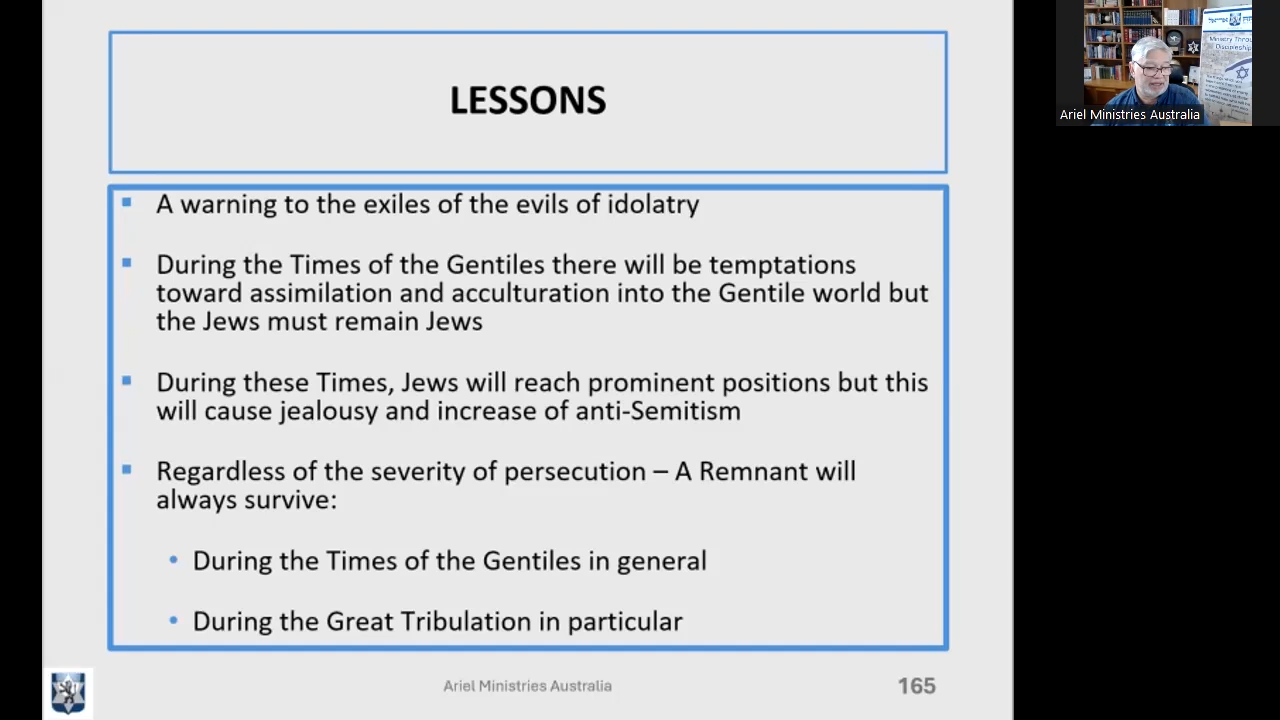 LESSONS
A warning to the exiles of the evils of idolatry
During the Times of the Gentiles there will be temptations
toward assimilation and acculturation into the Gentile world but
the Jews must remain Jews
During these Times, Jews will reach prominent positions but this
will cause jealousy and increase of anti-Semitism
Regardless of the severity of persecution – A Remnant will
always survive:
During the Times of the Gentiles in general
During the Great Tribulation in particular
Ariel Ministries Australia
165
Ministry Throu
Discipleship
Ariel Ministries Australia